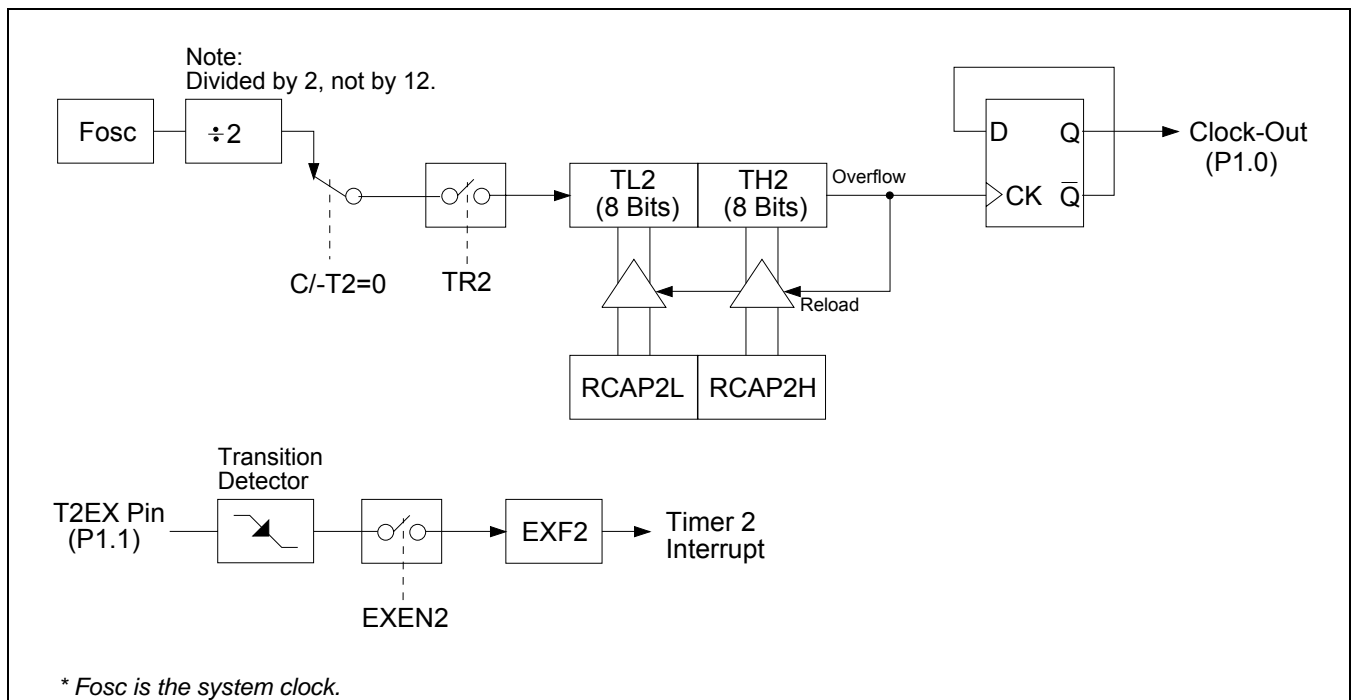 Note:
Divided by 2, not by 12.
Fosc
÷2
C/-T2=0
TR2
TL2
(8 Bits)
TH2
(8 Bits)
Overflow
Reload
RCAP2L
RCAP2H
D
Q
CK
Q̅
Clock-Out
(P1.0)
Transition
Detector
T2EX Pin
(P1.1)
EXEN2
EXF2
Timer 2
Interrupt
* Fosc is the system clock.